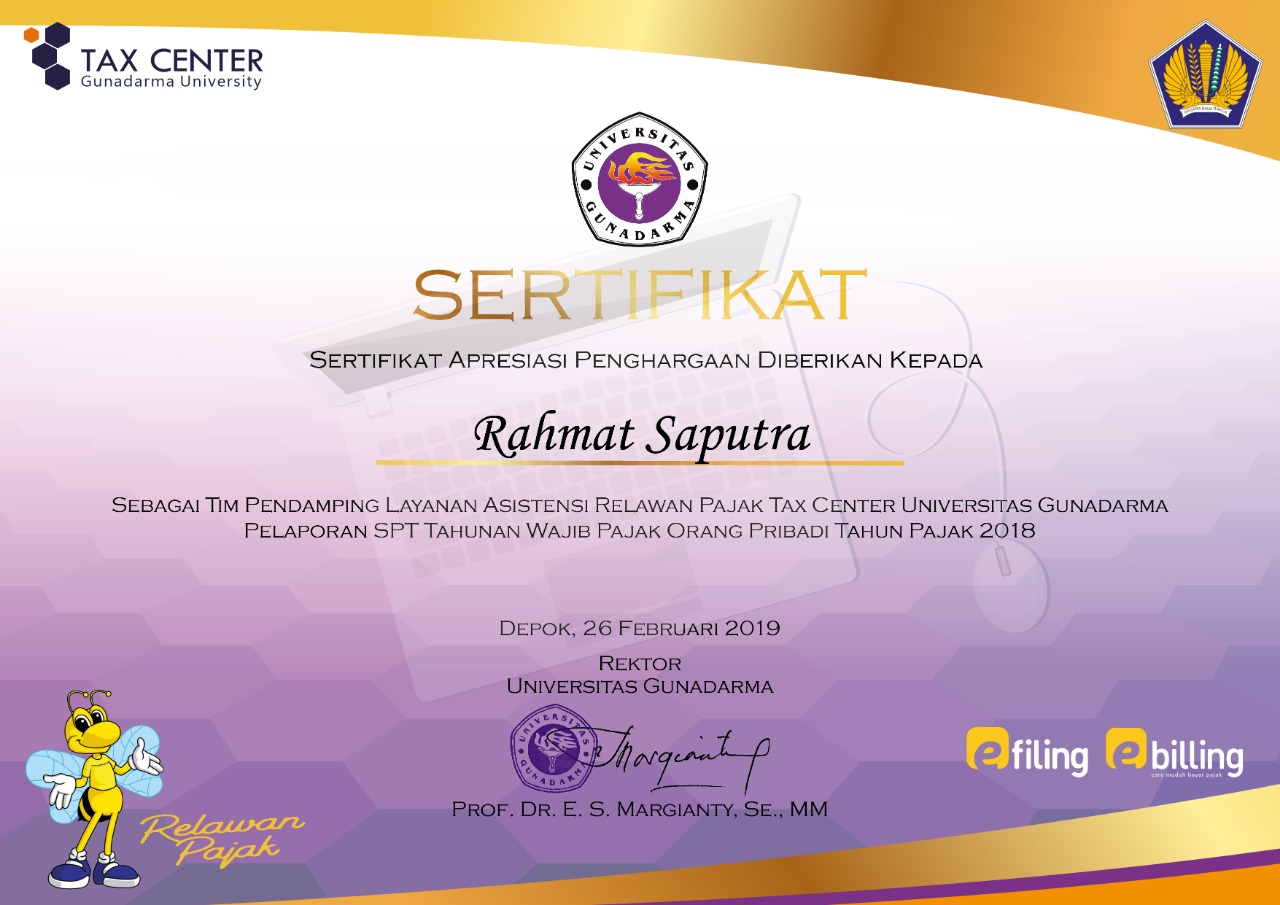 TAX CENTER
Gunadarma University
UNIVERSITAS
GUNADARMA
SERTIFIKAT
SERTIFIKAT APRESIASI PENGHARGAAN DIBERIKAN KEPADA
Rahmat Saputra
SEBAGAI TIM PENDAMPING LAYANAN ASISTENSI RELAWAN PAJAK TAX CENTER UNIVERSITAS GUNADARMA
PELAPORAN SPT TAHUNAN WAJIB PAJAK ORANG PRIBADI TAHUN PAJAK 2018
DEPOK, 26 FEBRUARI 2019
REKTOR
UNIVERSITAS GUNADARMA
UNIVERSITAS
GUNADARMA
PROF. DR. E. S. MARGIANTY, SE., MM
Relawan
Pajak
efiling
ebilling
cara mudah bayar pajak